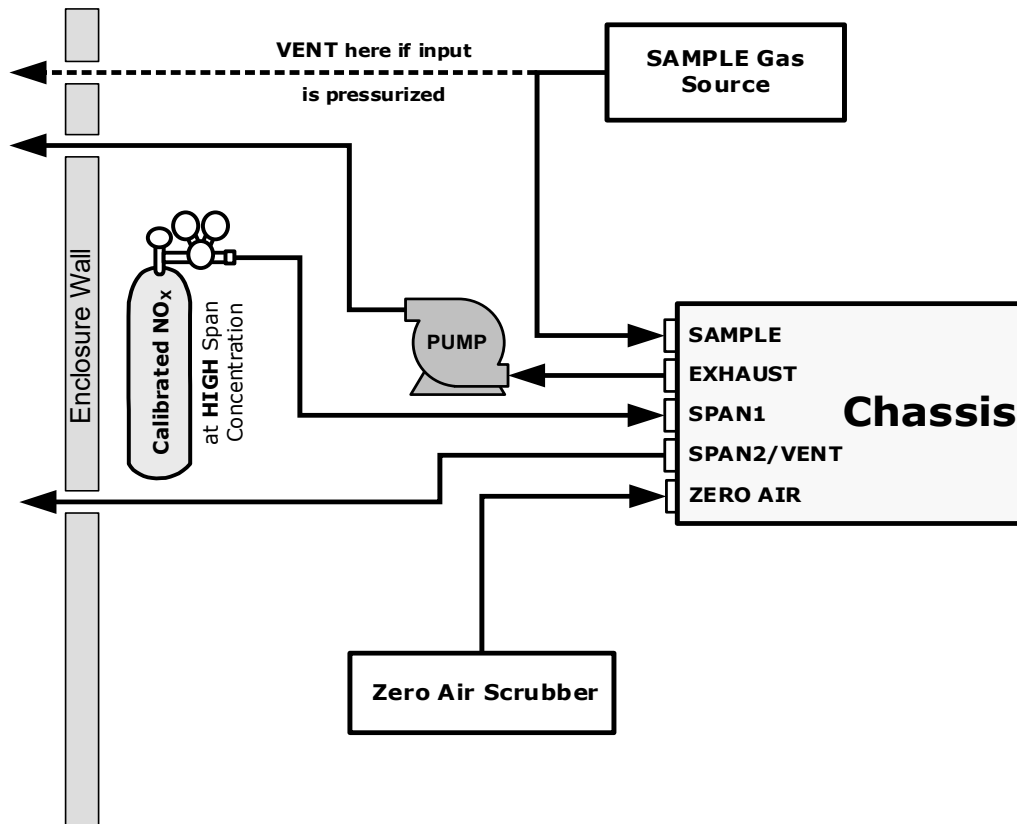 VENT here if input
is pressurized
SAMPLE Gas
Source
Enclosure Wall
Calibrated NOX
at HIGH Span
Concentration
PUMP
SAMPLE
EXHAUST
SPAN1
SPAN2/VENT
ZERO AIR
Chassis
Zero Air Scrubber